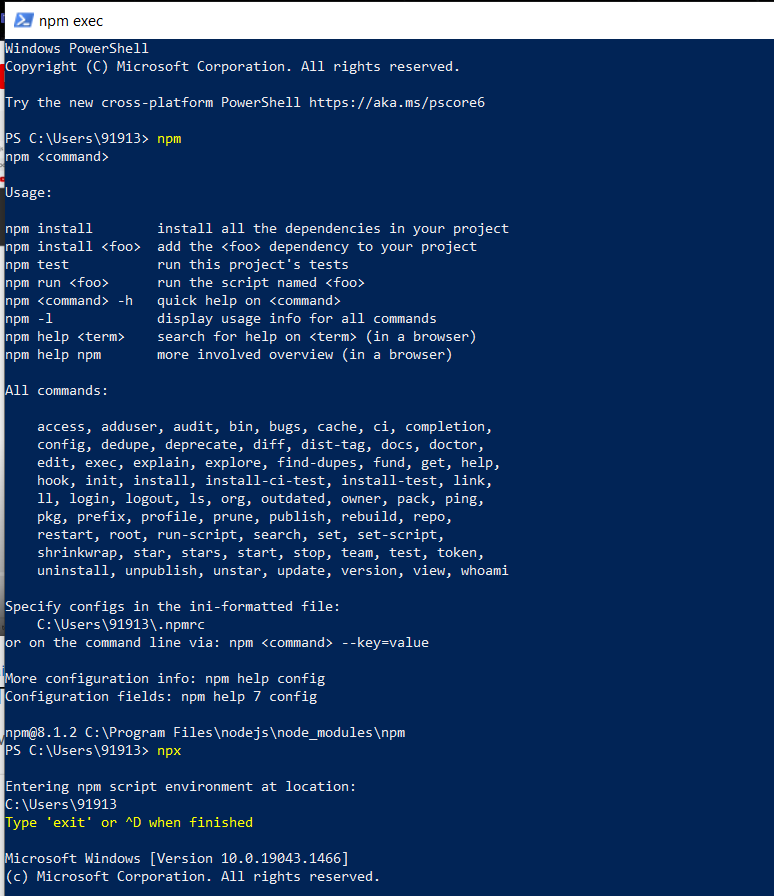 npm exec
Windows PowerShell
Copyright (C) Microsoft Corporation. All rights reserved.
Try the new cross-platform PowerShell https://aka.ms/pscore6
PS C:\Users\91913> npm
npm <command>
Usage:
npm install        install all the dependencies in your project
npm install <foo>  add the <foo> dependency to your project
npm test           run this project's tests
npm run <foo>      run the script named <foo>
npm <command> -h   quick help on <command>
npm -l             display usage info for all commands
npm help <term>    search for help on <term> (in a browser)
npm help npm       more involved overview (in a browser)
All commands:
    access, adduser, audit, bin, bugs, cache, ci, completion,
    config, dedupe, deprecate, diff, dist-tag, docs, doctor,
    edit, exec, explain, explore, find-dupes, fund, get, help,
    hook, init, install, install-ci-test, install-test, link,
    ll, login, logout, ls, org, outdated, owner, pack, ping,
    pkg, prefix, profile, prune, publish, rebuild, repo,
    restart, root, run-script, search, set, set-script,
    shrinkwrap, star, stars, start, stop, team, test, token,
    uninstall, unpublish, unstar, update, version, view, whoami
Specify configs in the ini-formatted file:
    C:\Users\91913\.npmrc
or on the command line via: npm <command> --key=value
More configuration info: npm help config
Configuration fields: npm help 7 config
npm@8.1.2 C:\Program Files\nodejs\node_modules\npm
PS C:\Users\91913> npx
Entering npm script environment at location:
C:\Users\91913
Type 'exit' or ^D when finished
Microsoft Windows [Version 10.0.19043.1466]
(c) Microsoft Corporation. All rights reserved.